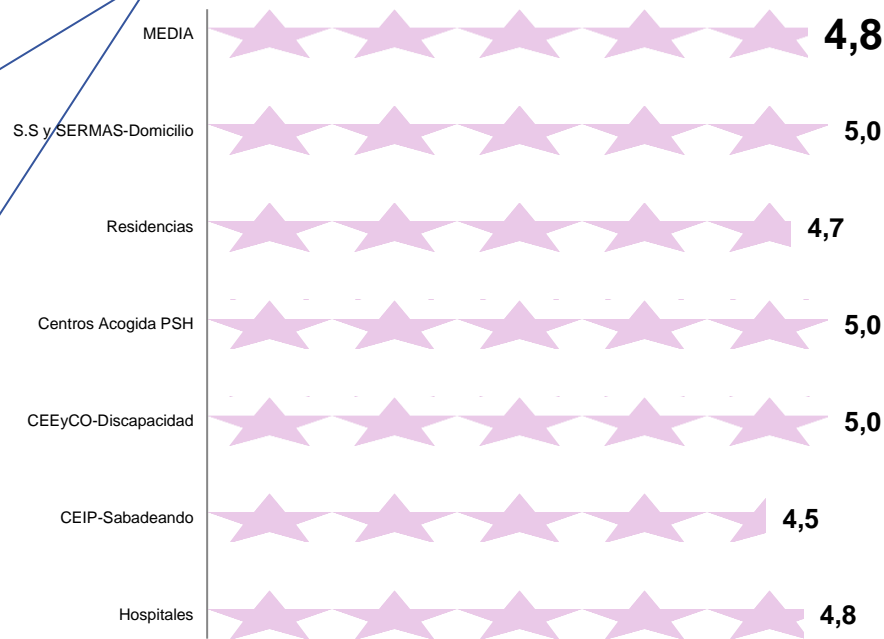 MEDIA 4,8
S.S y SERMAS-Domicilio 5,0
Residencias 4,7
Centros Acogida PSH 5,0
CEEyCO-Discapacidad 5,0
CEIP-Sabadeando 4,5
Hospitales 4,8